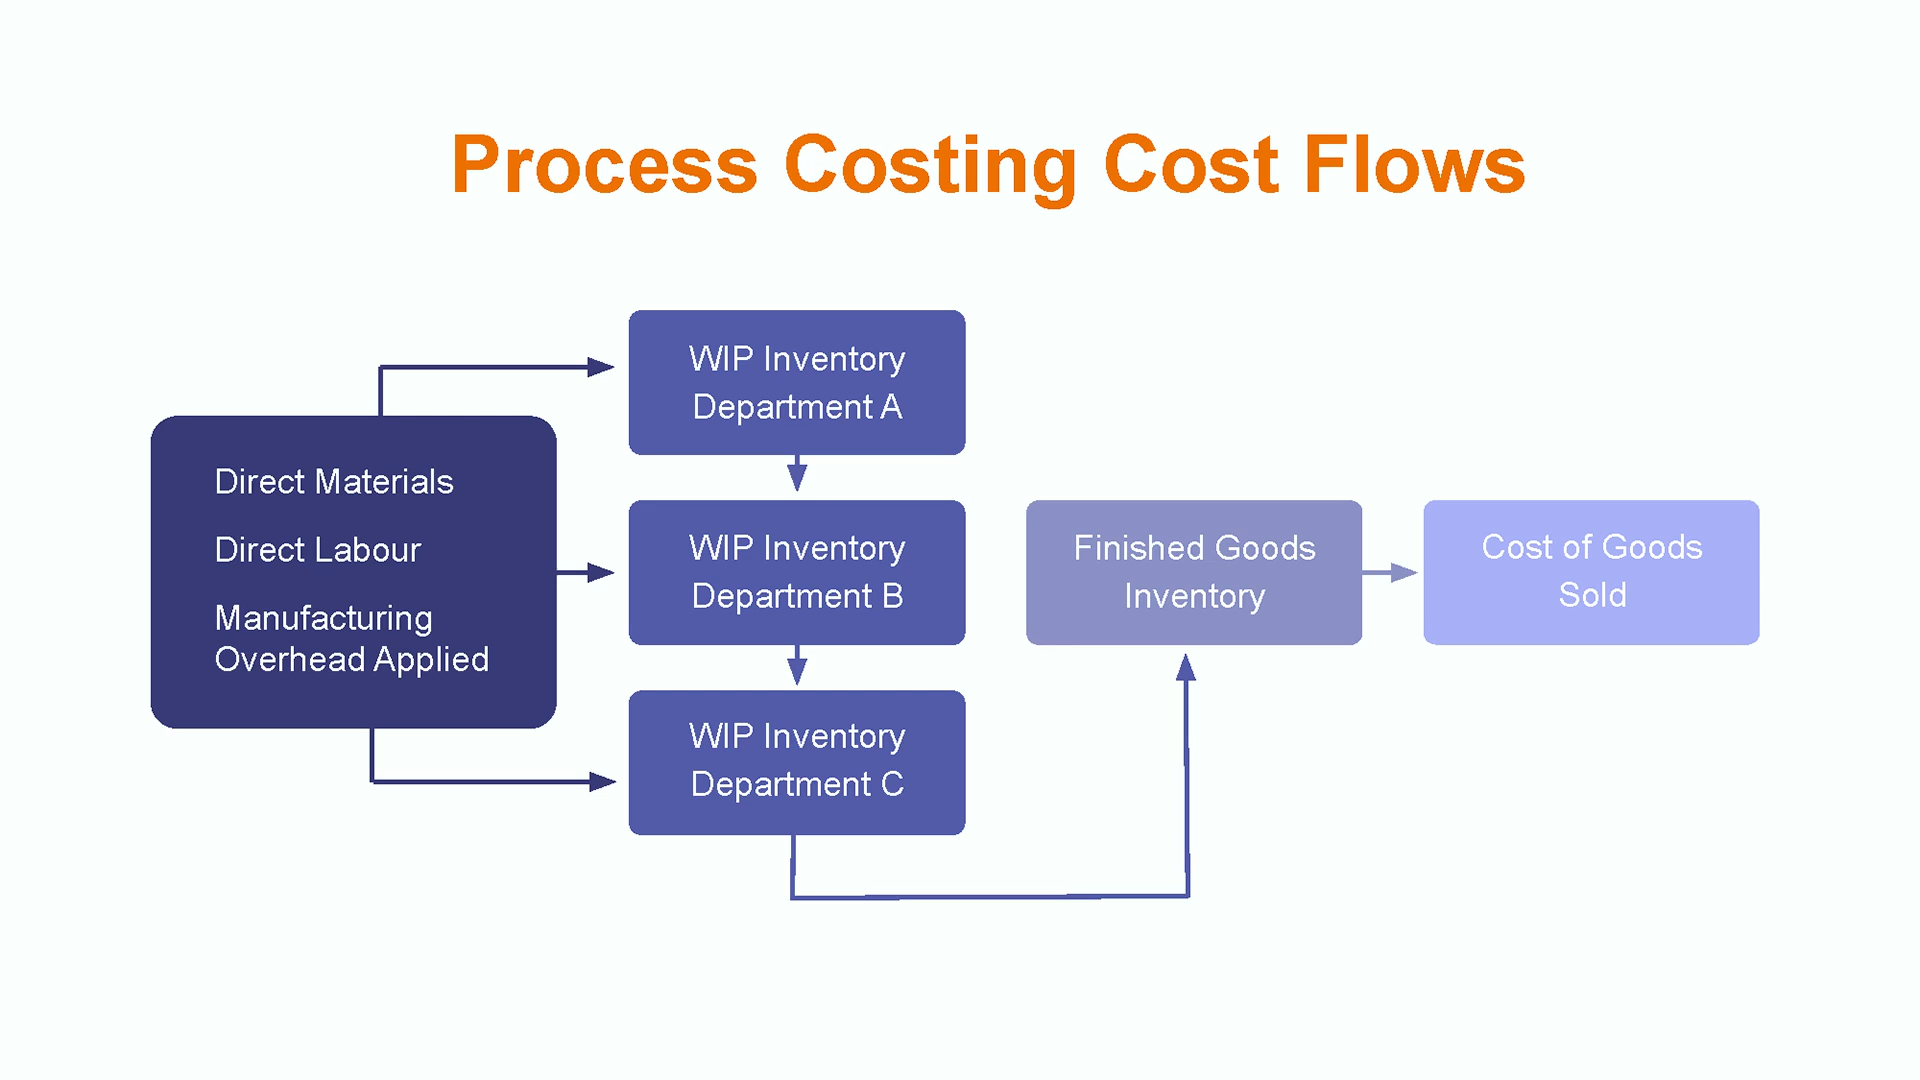 Process Costing Cost Flows
Direct Materials
Direct Labour
Manufacturing
Overhead Applied
WIP Inventory
Department A
WIP Inventory
Department B
WIP Inventory
Department C
Finished Goods
Inventory
Cost of Goods
Sold